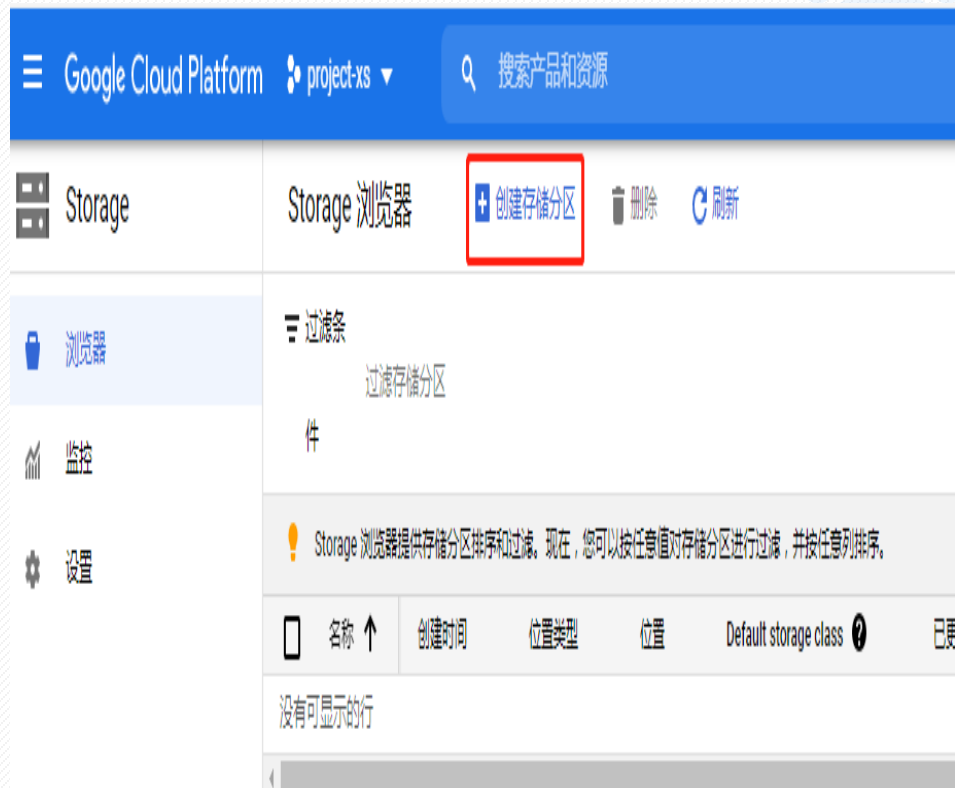 Google Cloud Platform project-xs 搜索产品和资源
Storage
Storage 浏览器 创建存储分区 删除 刷新
浏览器
监控
设置
过滤条
过滤存储分区
件
Storage 浏览器提供存储分区排序和过滤。现在，您可以按任意值对存储分区进行过滤，并按任意列排序。
名称 创建时间 位置类型 位置 Default storage class 已更
没有可显示的行